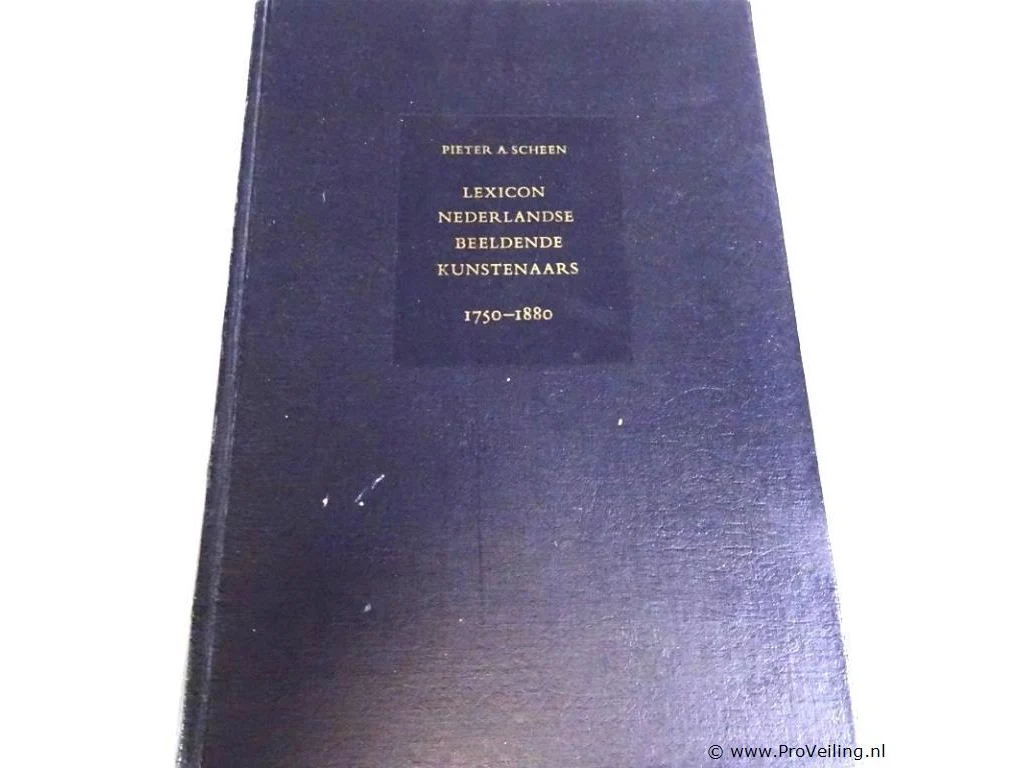 PIETER A. SCHEEN
LEXICON
NEDERLANDSE
BEELDENDE
KUNSTENAARS
1750–1880
© www.ProVeiling.nl